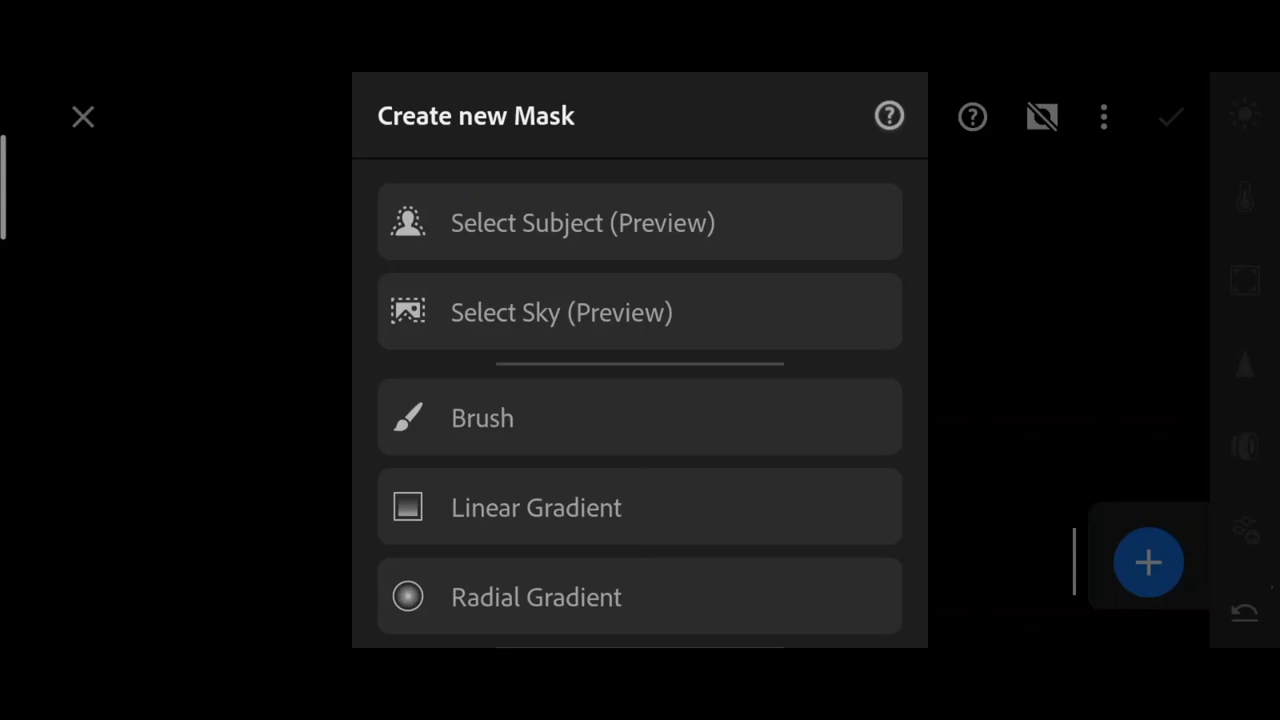 Create new Mask
Select Subject (Preview)
Select Sky (Preview)
Brush
Linear Gradient
Radial Gradient